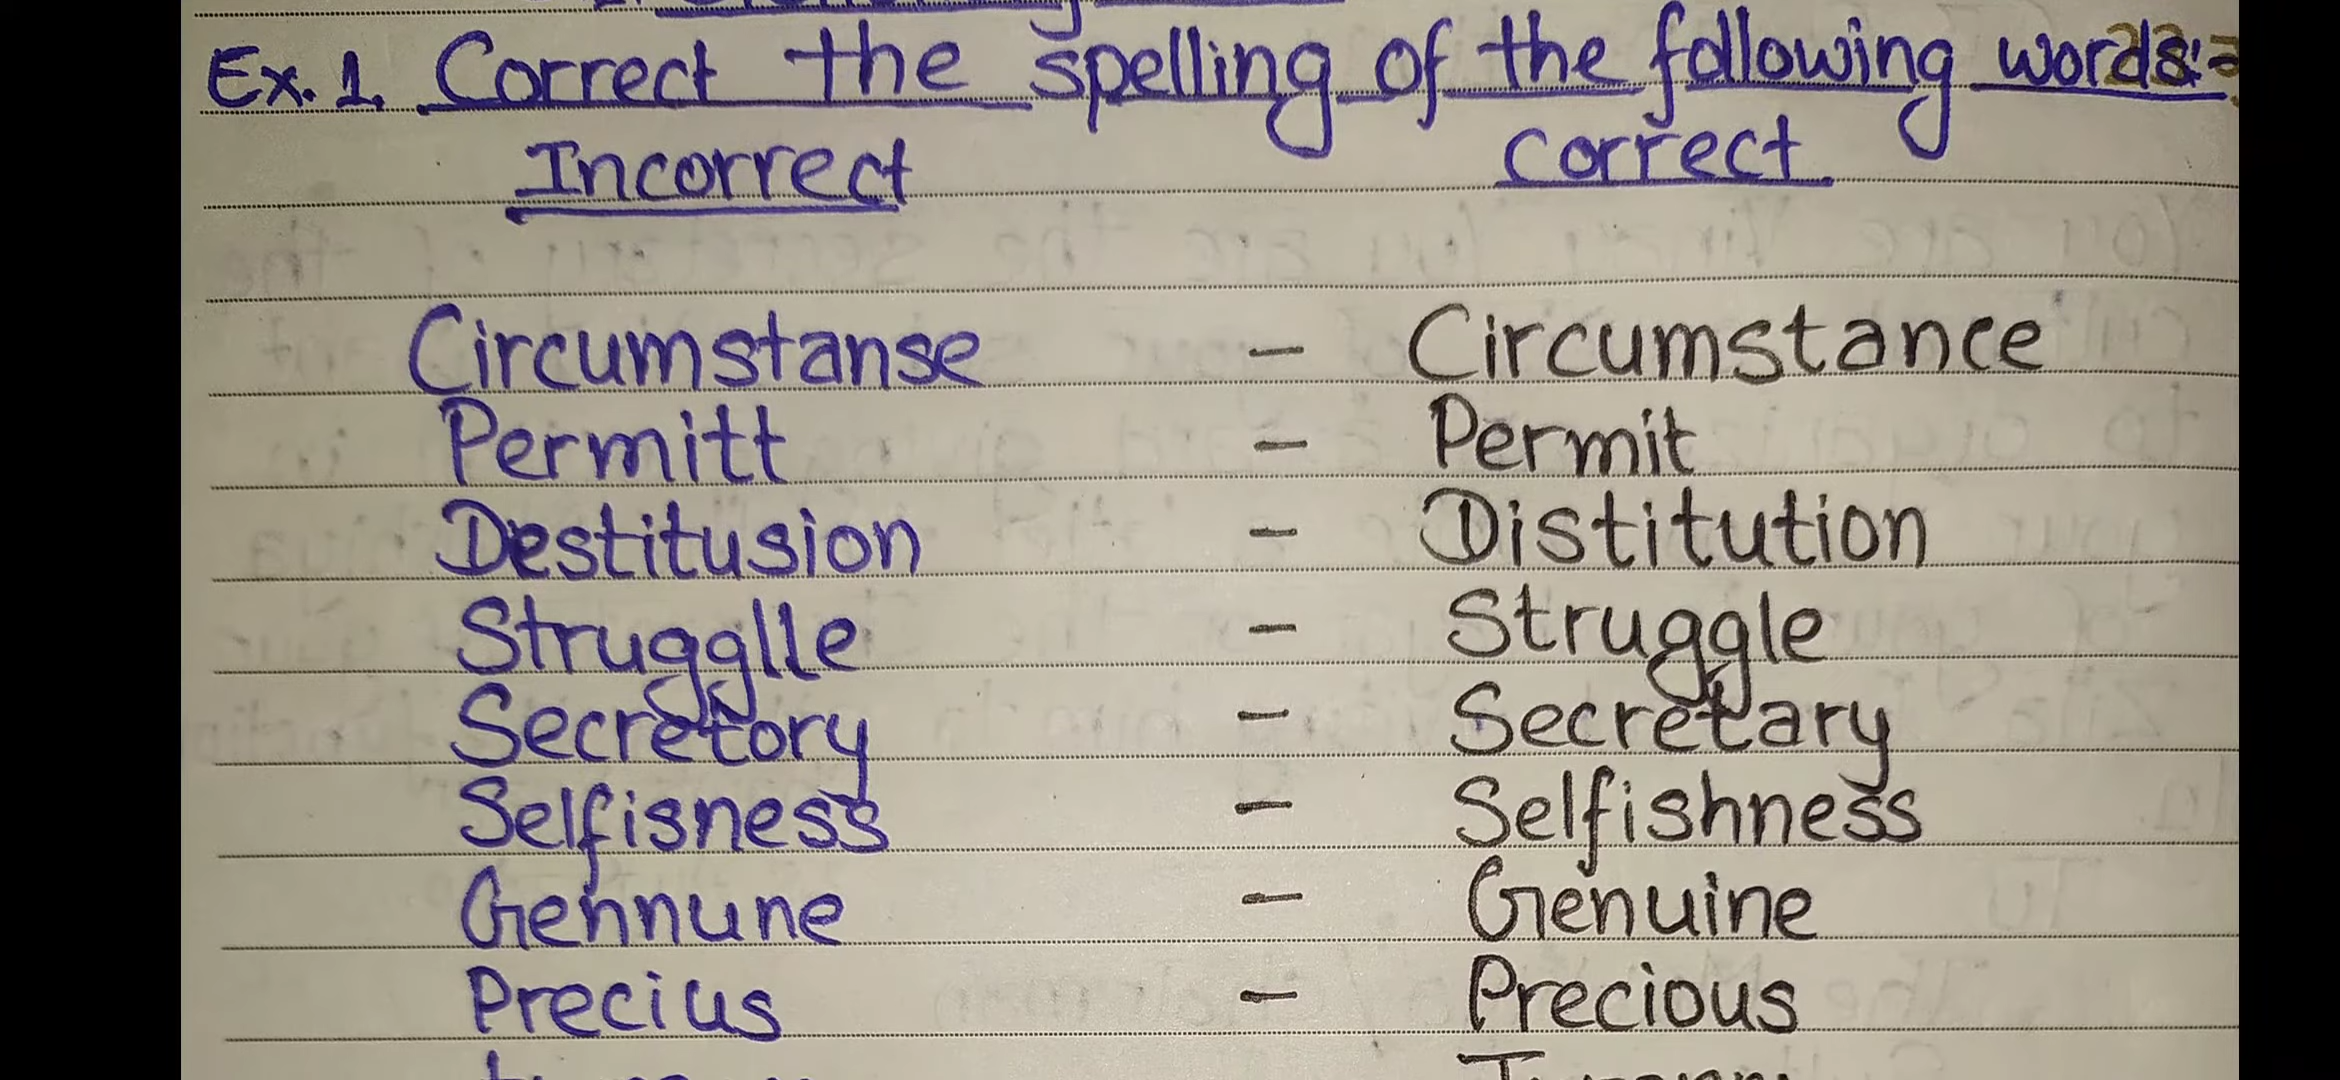 Ex. 1. Correct the spelling of the following words:-
Incorrect correct
Circumstanse - Circumstance
Permitt - Permit
Destitusion - Distitution
Strugglle - Struggle
Secretory - Secretary
Selfisness - Selfishness
Gennune - Genuine
Precius - Precious